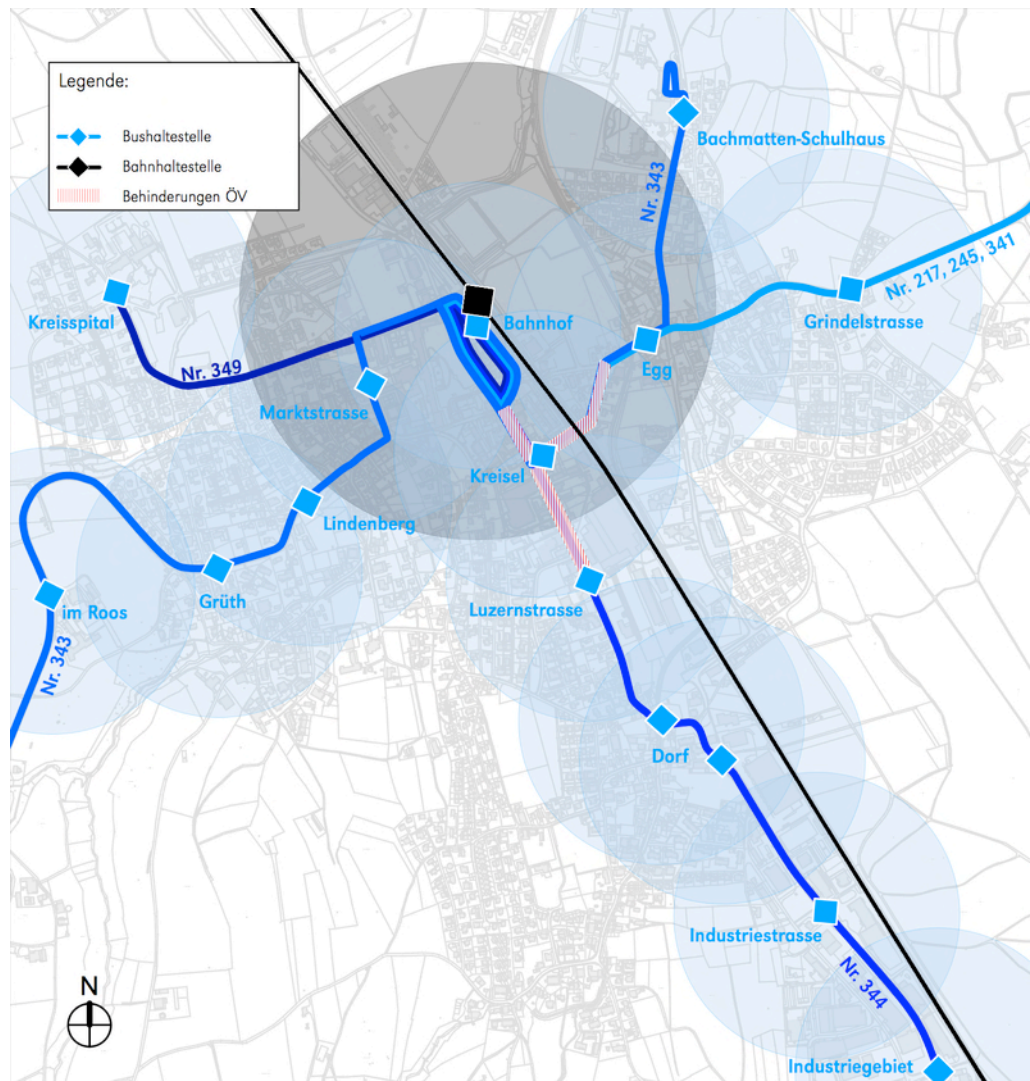 Legende:
Bushaltestelle
Bahnhaltestelle
Behinderungen ÖV
Bachmatten-Schulhaus
Nr. 343
Nr. 217, 245, 341
Kreisspital
Bahnhof
Grindelstrasse
Egg
Nr. 349
Marktstrasse
Kreisel
Lindenberg
Grüth
im Roos
Luzernstrasse
Nr. 343
Dorf
Industriestrasse
Nr. 344
N
Industriegebiet